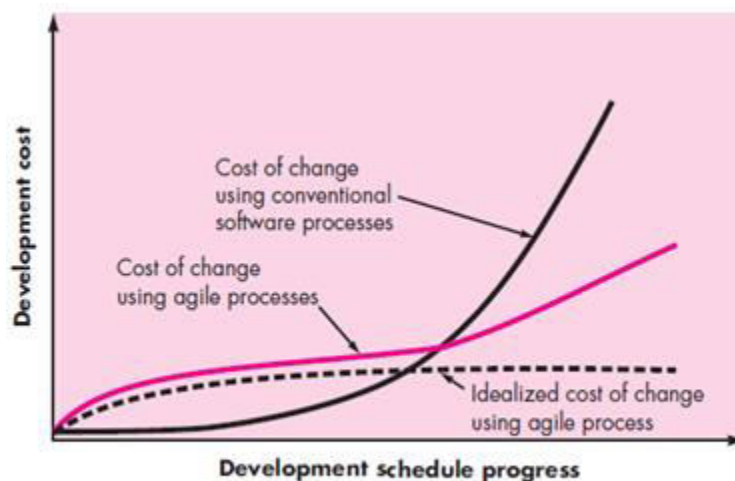 Development cost
Cost of change
using conventional
software processes
Cost of change
using agile processes
Idealized cost of change
using agile process
Development schedule progress